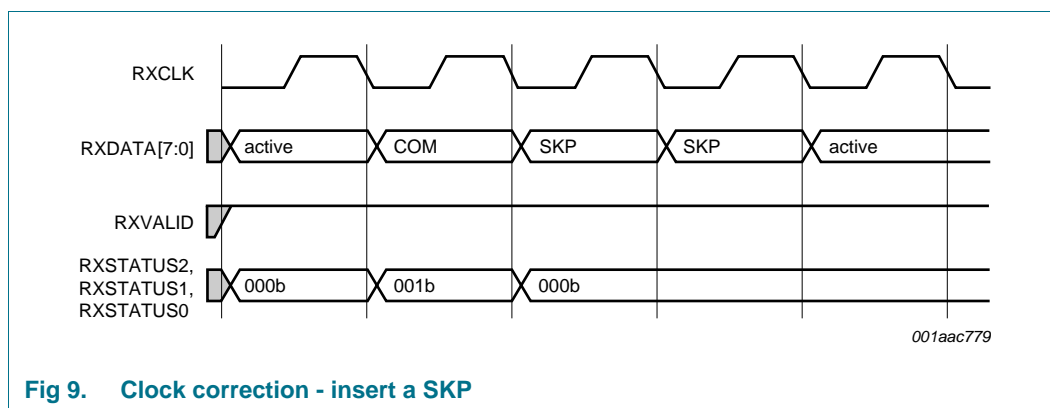 RXCLK
RXDATA[7:0] active COM SKP SKP active
RXVALID
RXSTATUS2,
RXSTATUS1, 000b 001b 000b
RXSTATUS0
001aac779
Fig 9. Clock correction - insert a SKP